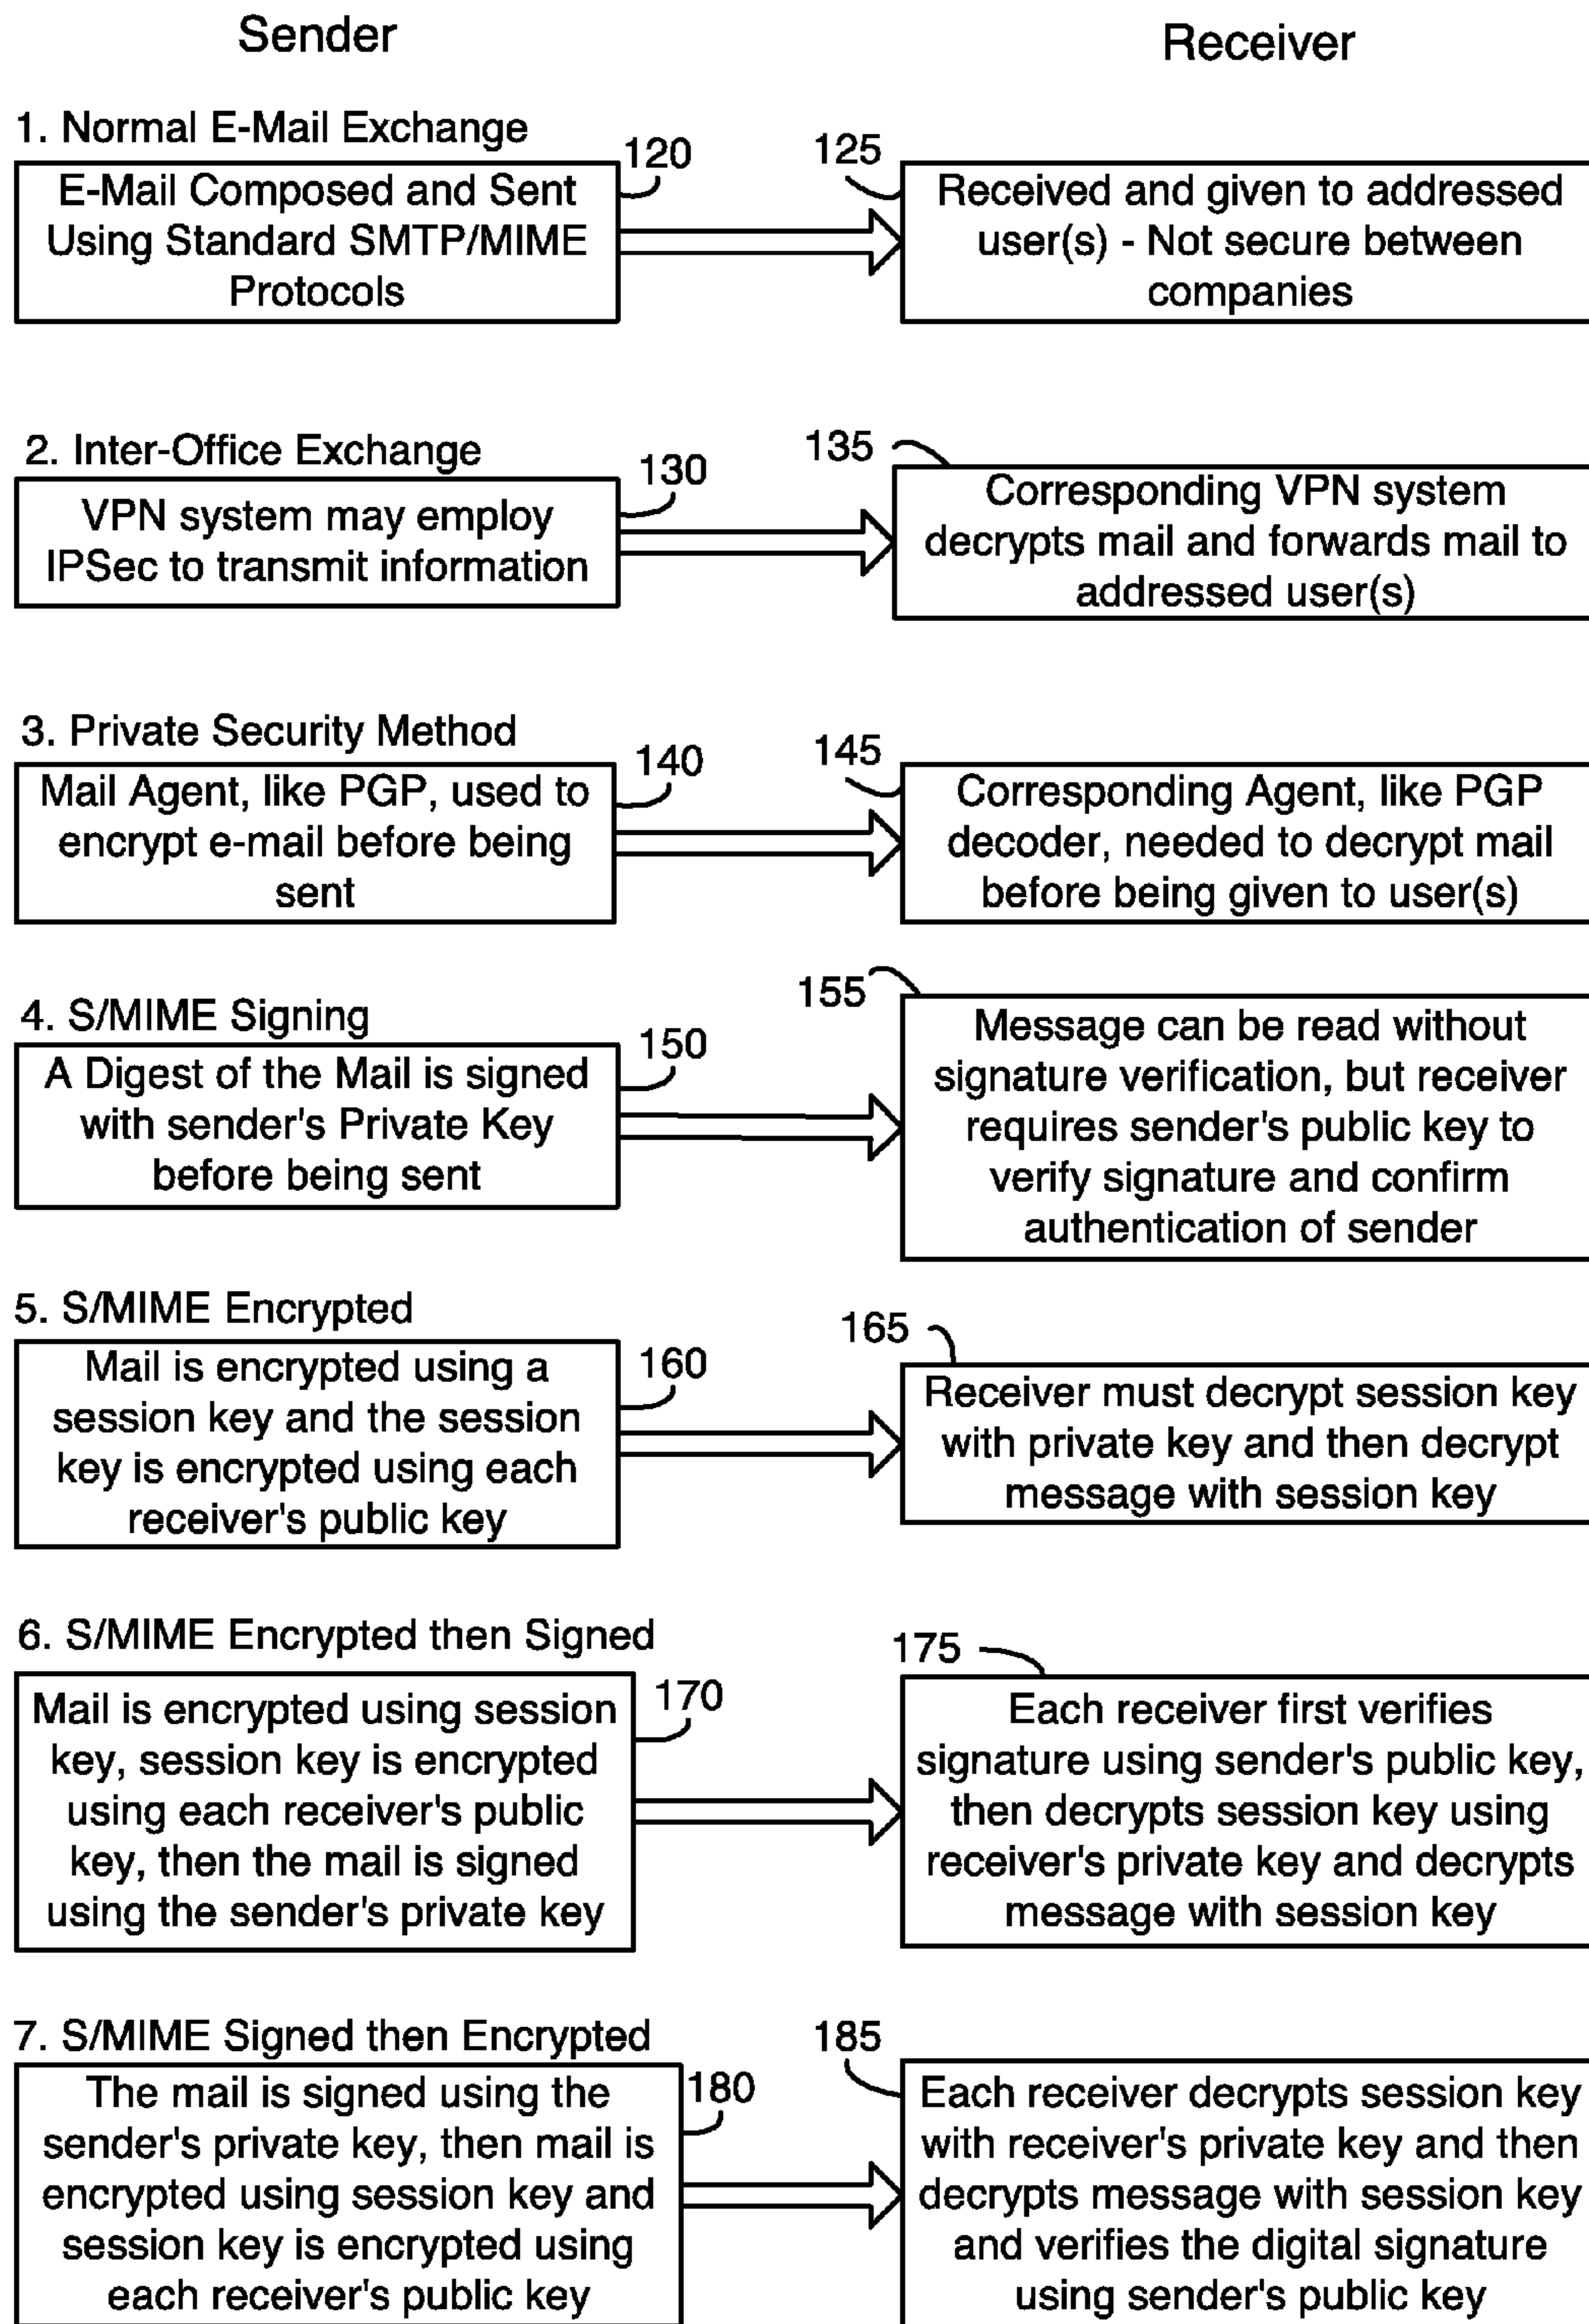 Sender
Receiver
1. Normal E-Mail Exchange
120
E-Mail Composed and Sent
Using Standard SMTP/MIME
Protocols
125
Received and given to addressed
user(s) - Not secure between
companies
2. Inter-Office Exchange
130
VPN system may employ
IPSec to transmit information
135
Corresponding VPN system
decrypts mail and forwards mail to
addressed user(s)
3. Private Security Method
140
Mail Agent, like PGP, used to
encrypt e-mail before being
sent
145
Corresponding Agent, like PGP
decoder, needed to decrypt mail
before being given to user(s)
4. S/MIME Signing
150
A Digest of the Mail is signed
with sender's Private Key
before being sent
155
Message can be read without
signature verification, but receiver
requires sender's public key to
verify signature and confirm
authentication of sender
5. S/MIME Encrypted
160
Mail is encrypted using a
session key and the session
key is encrypted using each
receiver's public key
165
Receiver must decrypt session key
with private key and then decrypt
message with session key
6. S/MIME Encrypted then Signed
170
Mail is encrypted using session
key, session key is encrypted
using each receiver's public
key, then the mail is signed
using the sender's private key
175
Each receiver first verifies
signature using sender's public key,
then decrypts session key using
receiver's private key and decrypts
message with session key
7. S/MIME Signed then Encrypted
180
The mail is signed using the
sender's private key, then mail is
encrypted using session key and
session key is encrypted using
each receiver's public key
185
Each receiver decrypts session key
with receiver's private key and then
decrypts message with session key
and verifies the digital signature
using sender's public key